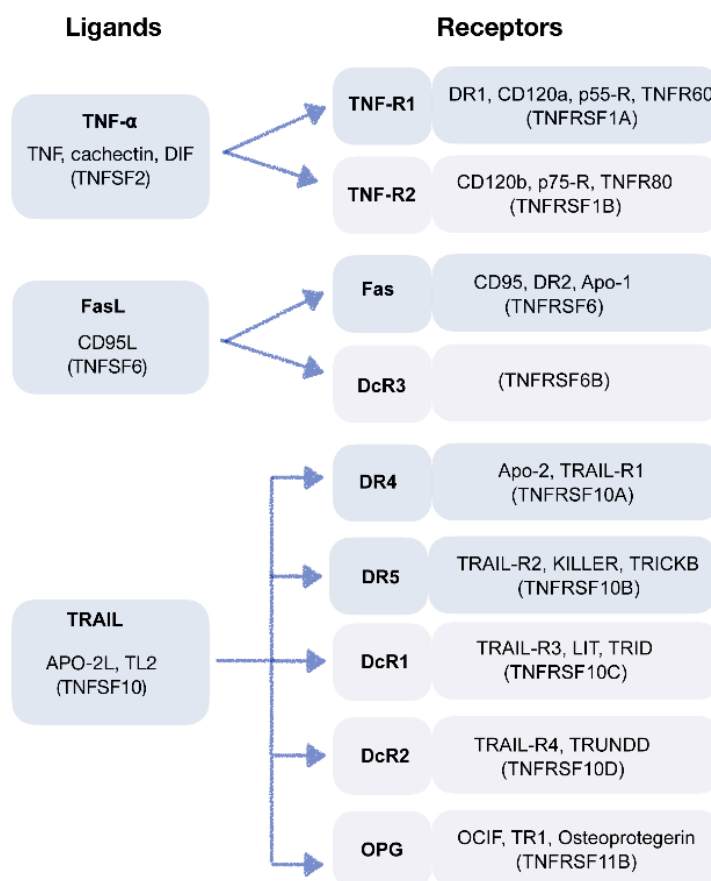 Ligands
Receptors
TNF-α
TNF, cachectin, DIF
(TNFSF2)
TNF-R1
DR1, CD120a, p55-R, TNFR60
(TNFRSF1A)
TNF-R2
CD120b, p75-R, TNFR80
(TNFRSF1B)
FasL
CD95L
(TNFSF6)
Fas
CD95, DR2, Apo-1
(TNFRSF6)
DcR3
(TNFRSF6B)
TRAIL
APO-2L, TL2
(TNFSF10)
DR4
Apo-2, TRAIL-R1
(TNFRSF10A)
DR5
TRAIL-R2, KILLER, TRICKB
(TNFRSF10B)
DcR1
TRAIL-R3, LIT, TRID
(TNFRSF10C)
DcR2
TRAIL-R4, TRUNDD
(TNFRSF10D)
OPG
OCIF, TR1, Osteoprotegerin
(TNFRSF11B)